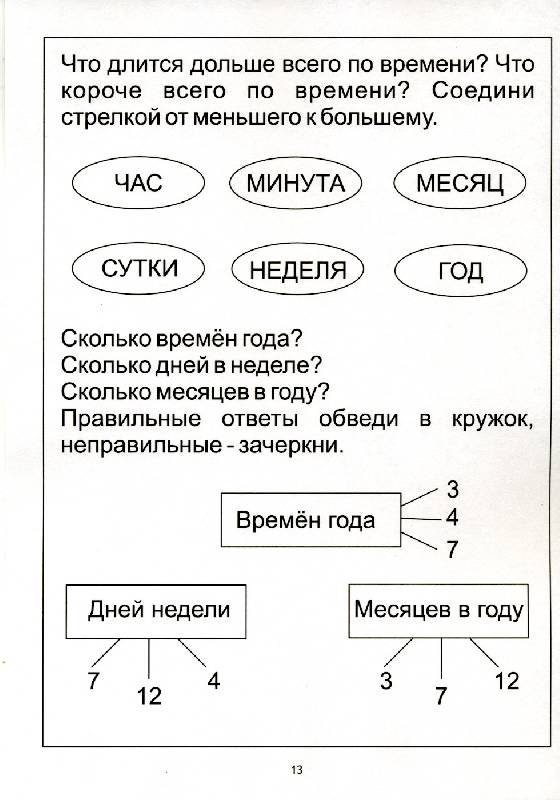 Что длится дольше всего по времени? Что
короче всего по времени? Соедини
стрелкой от меньшего к большему.
ЧАС МИНУТА МЕСЯЦ
СУТКИ НЕДЕЛЯ ГОД
Сколько времён года?
Сколько дней в неделе?
Сколько месяцев в году?
Правильные ответы обведи в кружок,
неправильные - зачеркни.
3
Времён года 4
7
Дней недели Месяцев в году
7 12 4 3 7 12
13